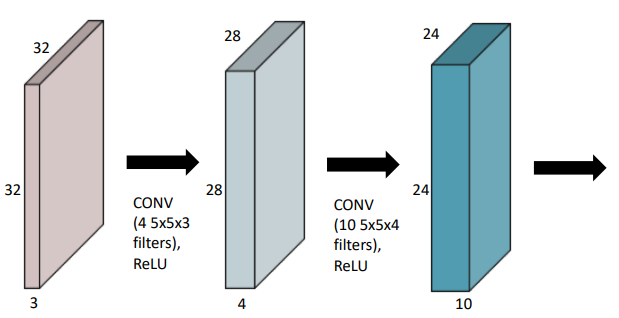 32
32
3
CONV
(4 5x5x3
filters),
ReLU
28
28
4
CONV
(10 5x5x4
filters),
ReLU
24
24
10